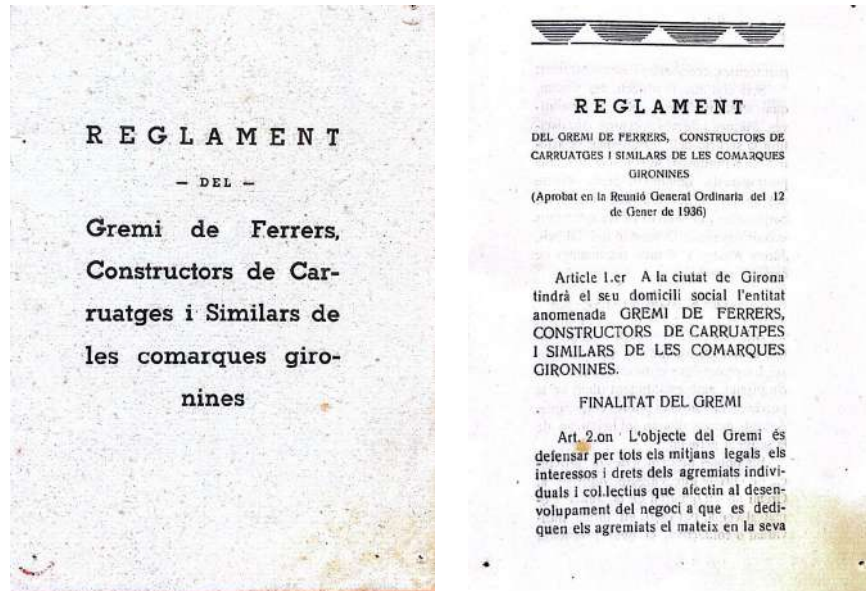 REGLAMENT
— DEL —
Gremi de Ferrers,
Constructors de Car-
ruatges i Similars de
les comarques giro-
nines
REGLAMENT
DEL GREMI DE FERRERS, CONSTRUCTORS DE
CARRUATGES I SIMILARS DE LES COMARQUES
GIRONINES
(Aprobat en la Reunió General Ordinaria del 12
de Gener de 1936)
Article 1.er A la ciutat de Girona
tindrà el seu domicili social l'entitat
anomenada GREMI DE FERRERS,
CONSTRUCTORS DE CARRUATPES
I SIMILARS DE LES COMARQUES
GIRONINES.
FINALITAT DEL GREMI
Art. 2.on L'objecte del Gremi és
defensar per tots els mitjans legals els
interessos i drets dels agremiats indivi-
duals i col.lectius que afectin al desen-
volupament del negoci a que es dedi-
quen els agremiats el mateix en la seva